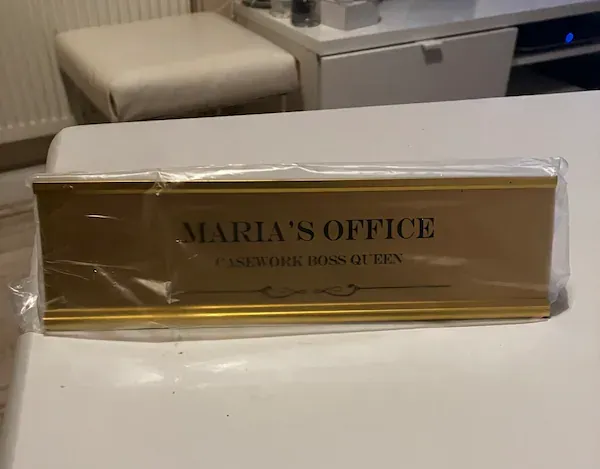 MARIA'S OFFICE
CASEWORK BOSS QUEEN